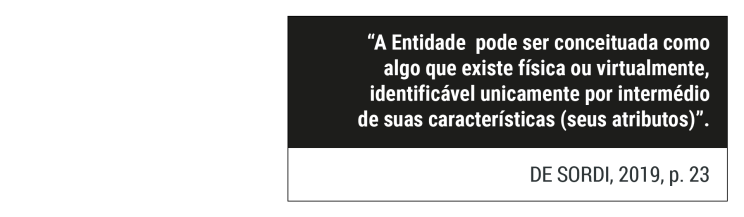 “A Entidade pode ser conceituada como
algo que existe física ou virtualmente,
identificável unicamente por intermédio
de suas características (seus atributos)”.
DE SORDI, 2019, p. 23